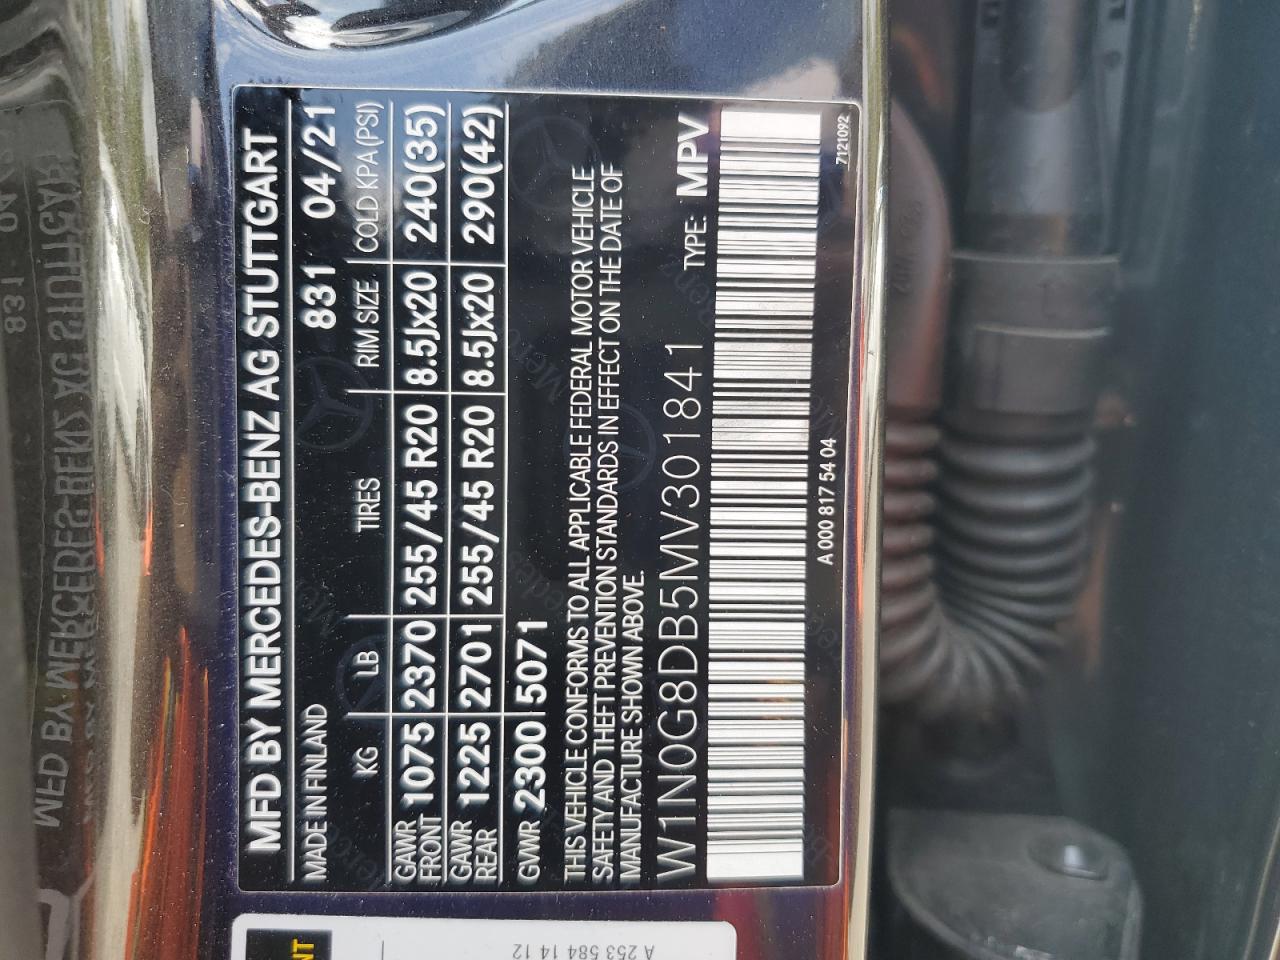 MFD BY MERCEDES-BENZ AG STUTTGART
MADE IN FINLAND 831 04/21
KG LB TIRES RIM SIZE COLD KPA(PSI)
GAWR FRONT 1075 2370 255/45 R20 8.5Jx20 240(35)
GAWR REAR 1225 2701 255/45 R20 8.5Jx20 290(42)
GVWR 2300 5071
THIS VEHICLE CONFORMS TO ALL APPLICABLE FEDERAL MOTOR VEHICLE
SAFETY AND THEFT PREVENTION STANDARDS IN EFFECT ON THE DATE OF
MANUFACTURE SHOWN ABOVE.
W1N0G8DB5MV301841 TYPE: MPV
A 000 817 54 04 7121092
A 253 584 14 12